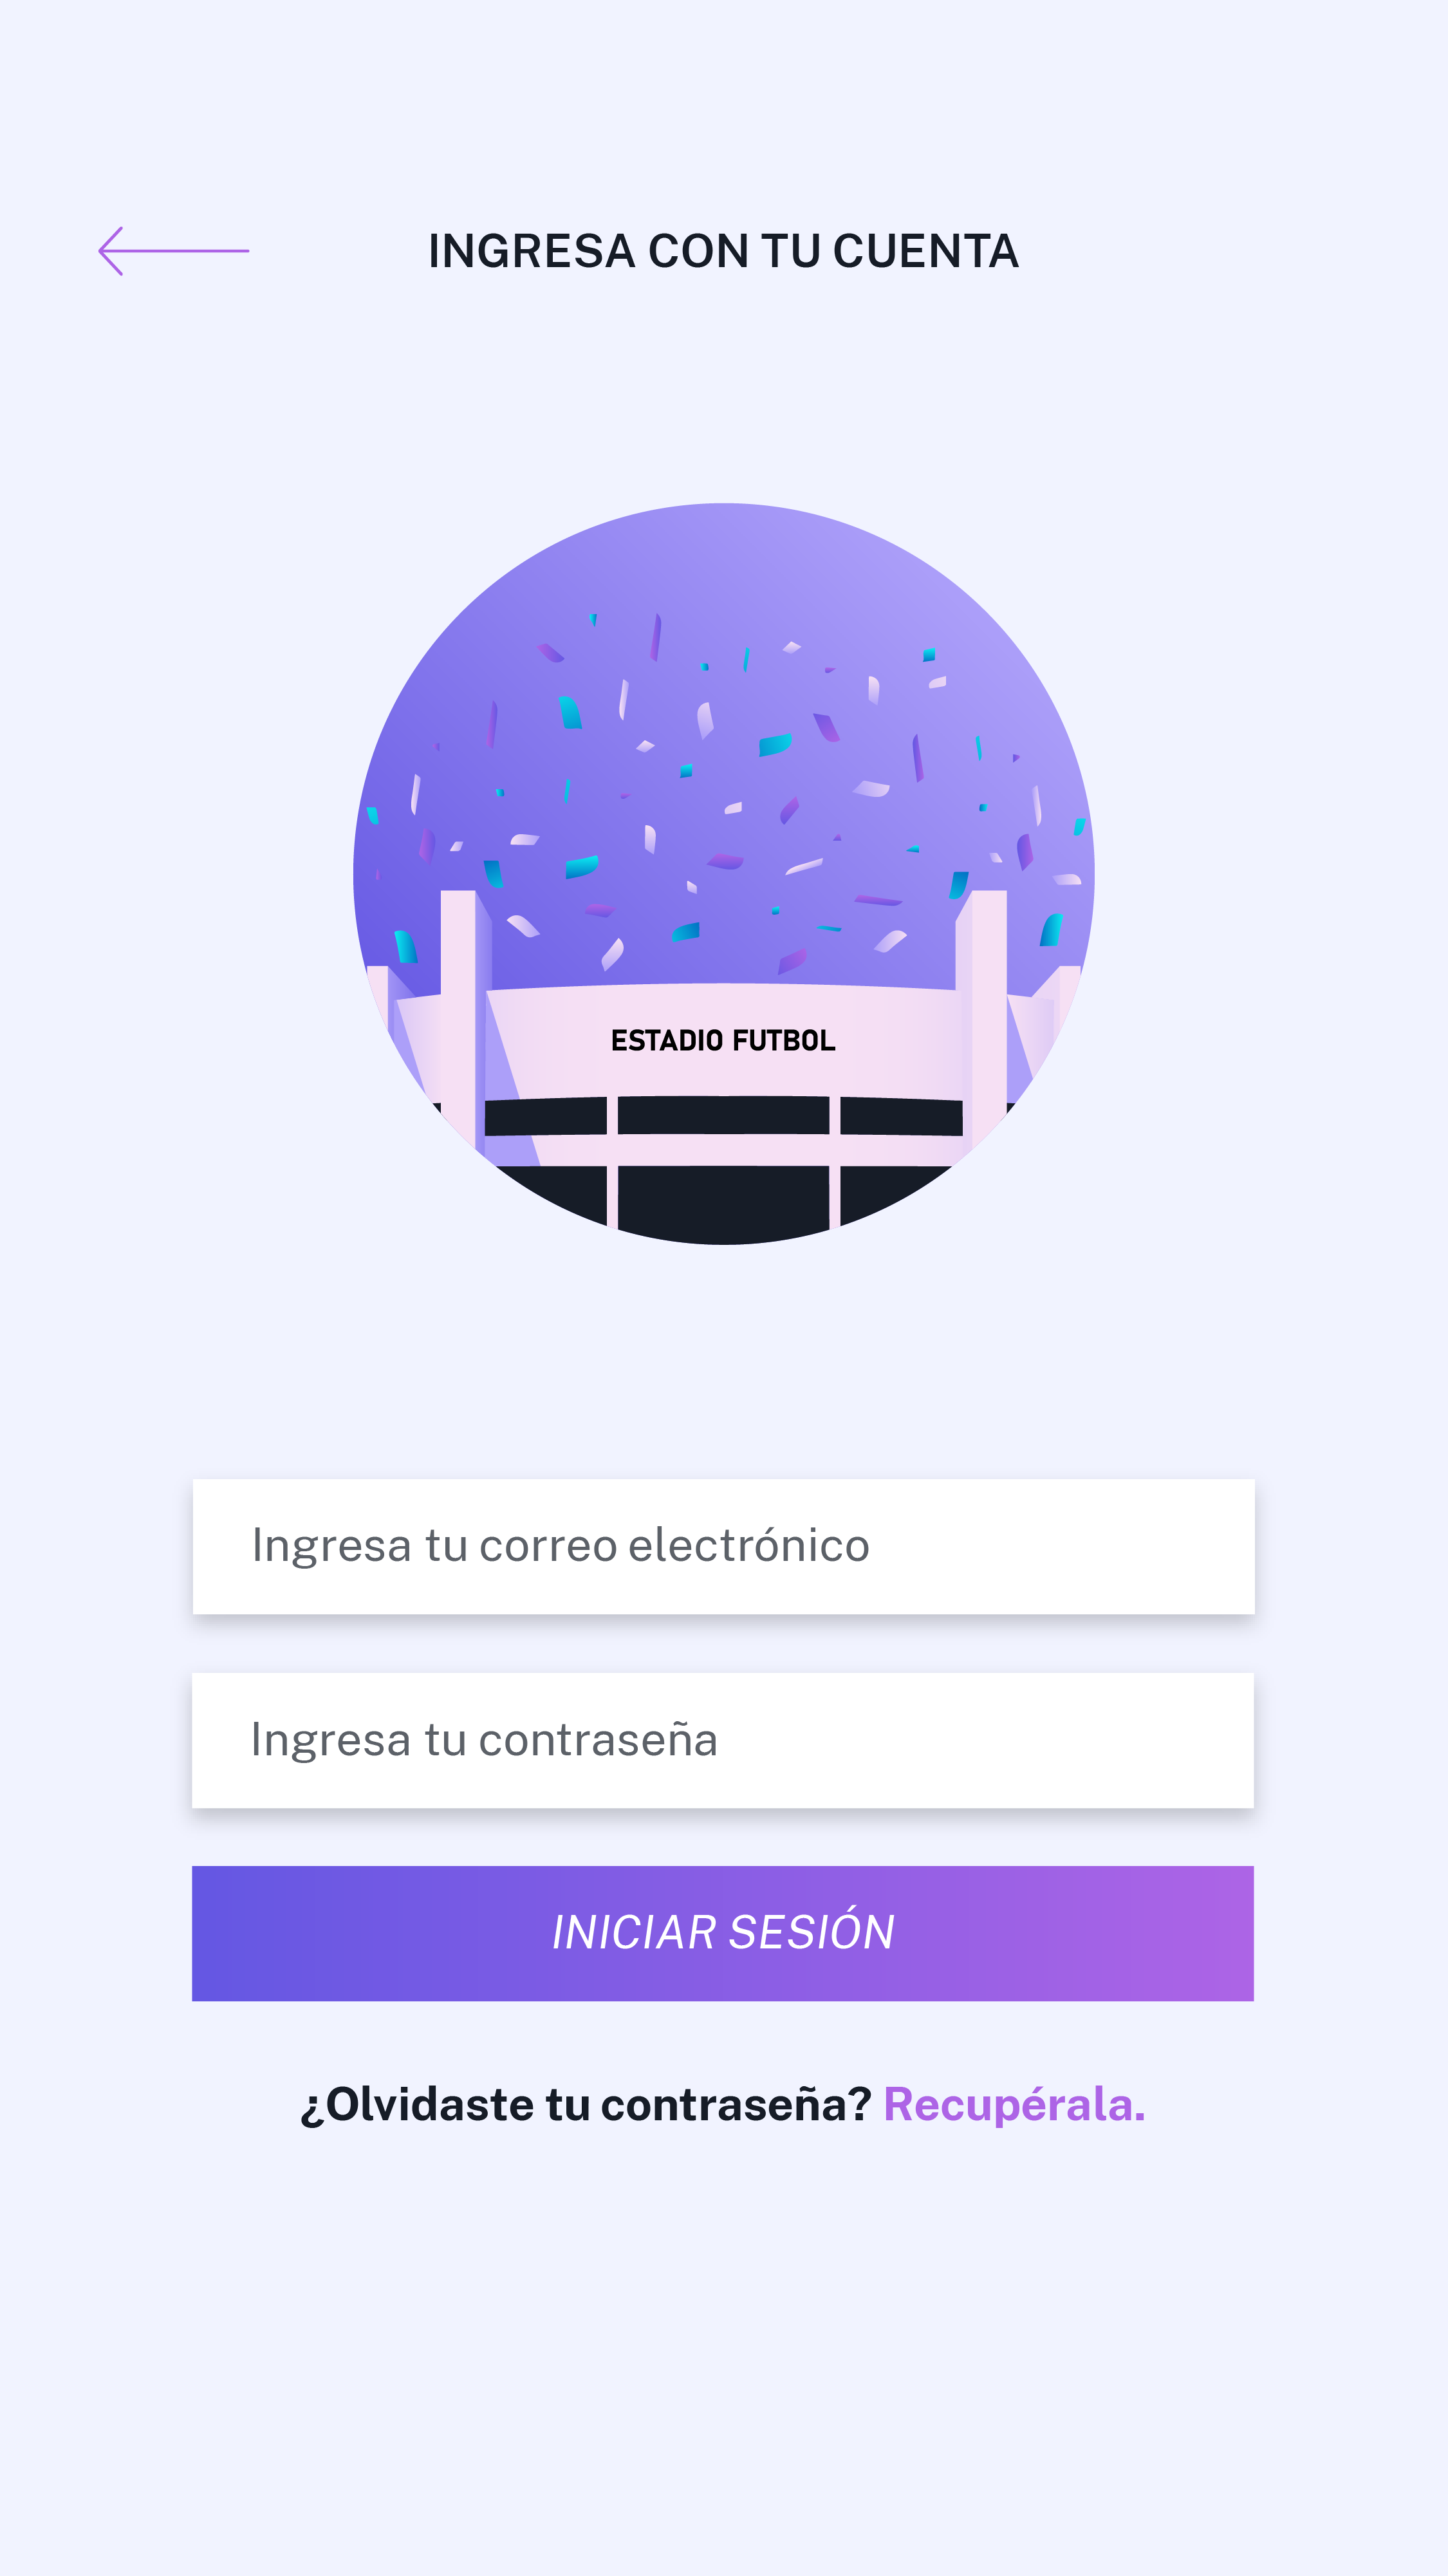 INGRESA CON TU CUENTA
ESTADIO FUTBOL
Ingresa tu correo electrónico
Ingresa tu contraseña
INICIAR SESIÓN
¿Olvidaste tu contraseña? Recupérala.